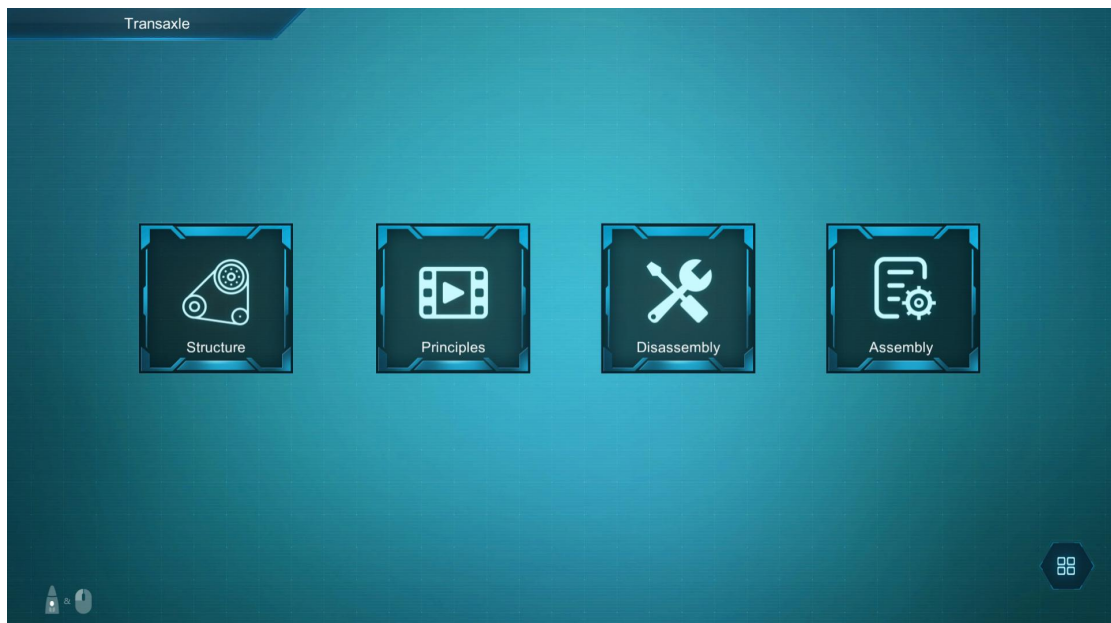 Transaxle
Structure
Principles
Disassembly
Assembly
&